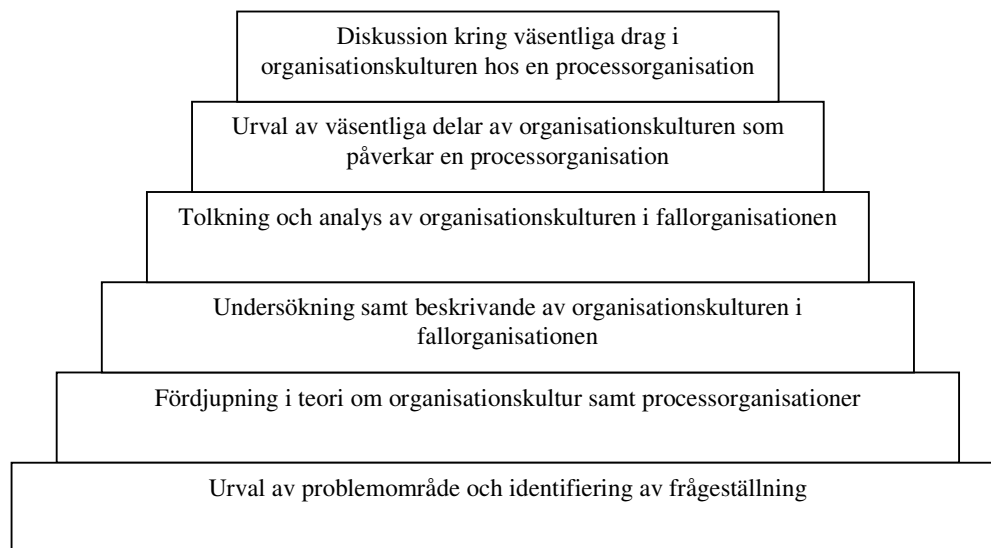 Diskussion kring väsentliga drag i
organisationskulturen hos en processorganisation
Urval av väsentliga delar av organisationskulturen som
påverkar en processorganisation
Tolkning och analys av organisationskulturen i fallorganisationen
Undersökning samt beskrivande av organisationskulturen i
fallorganisationen
Fördjupning i teori om organisationskultur samt processorganisationer
Urval av problemområde och identifiering av frågeställning